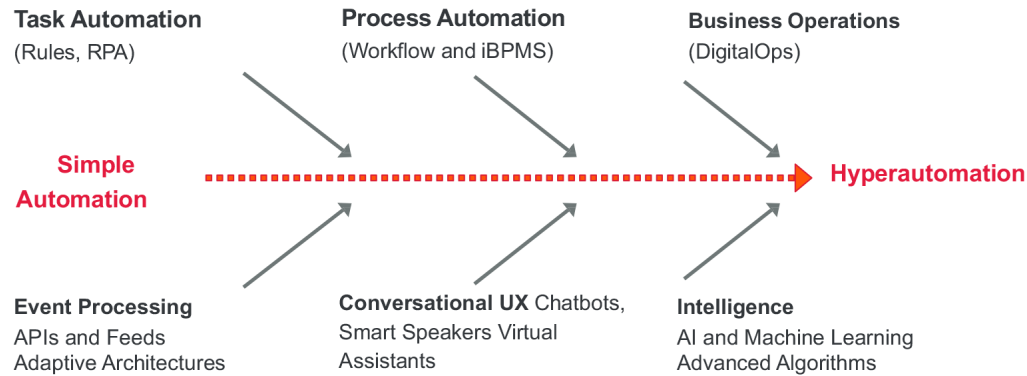 Task Automation
(Rules, RPA)
Process Automation
(Workflow and iBPMS)
Business Operations
(DigitalOps)
Simple
Automation
Hyperautomation
Event Processing
APIs and Feeds
Adaptive Architectures
Conversational UX Chatbots,
Smart Speakers Virtual
Assistants
Intelligence
AI and Machine Learning
Advanced Algorithms